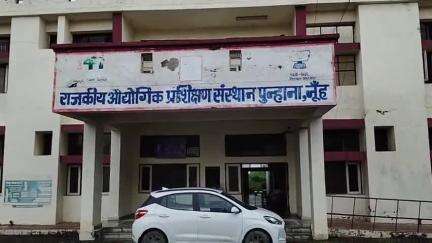 राजकीय औद्योगिक प्रशिक्षण संस्थान पुन्हाना, नूँह